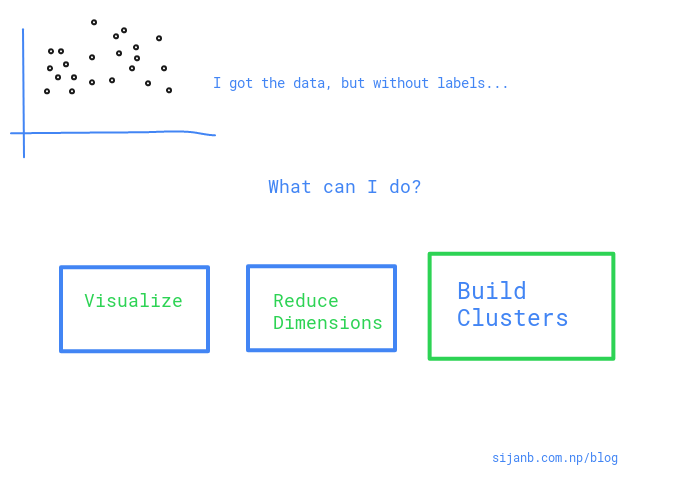 I got the data, but without labels...
What can I do?
Visualize
Reduce
Dimensions
Build
Clusters
sijanb.com.np/blog